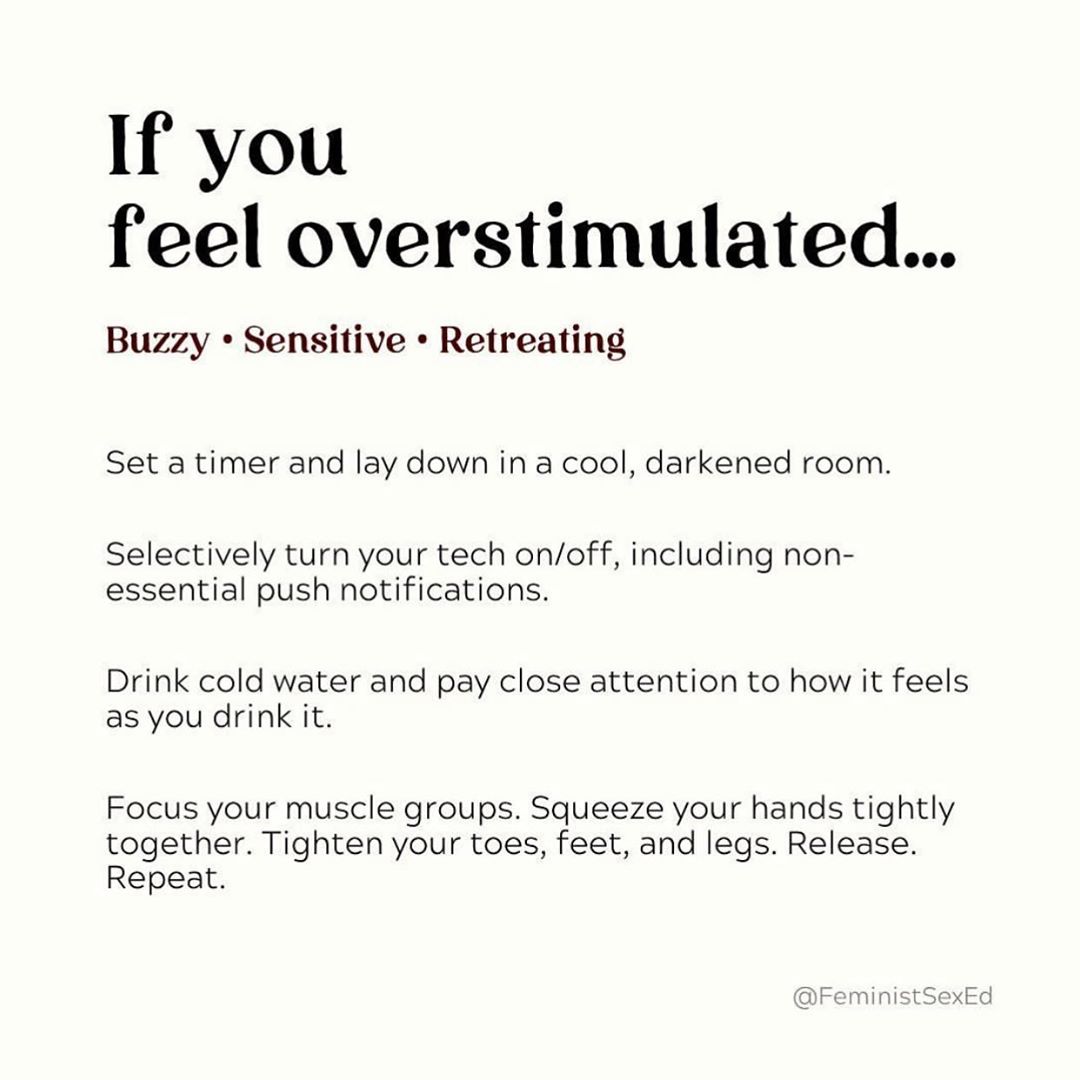 If you
feel overstimulated...
Buzzy • Sensitive • Retreating
Set a timer and lay down in a cool, darkened room.
Selectively turn your tech on/off, including non-
essential push notifications.
Drink cold water and pay close attention to how it feels
as you drink it.
Focus your muscle groups. Squeeze your hands tightly
together. Tighten your toes, feet, and legs. Release.
Repeat.
@FeministSexEd